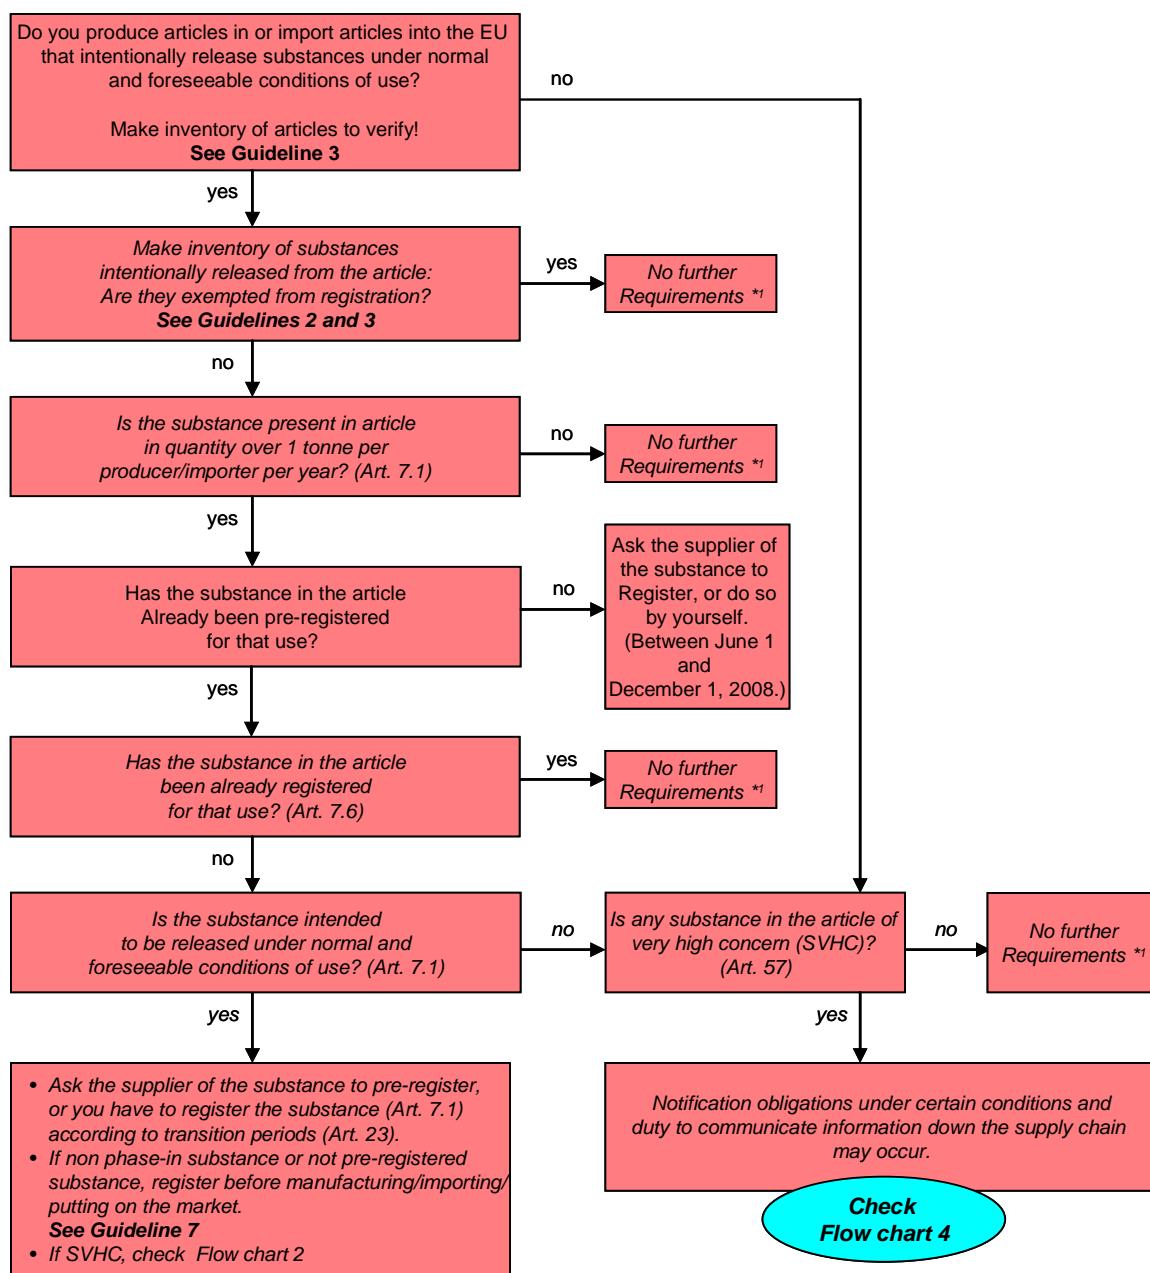 Do you produce articles in or import articles into the EU
that intentionally release substances under normal
and foreseeable conditions of use?
Make inventory of articles to verify!
See Guideline 3
no
yes
Make inventory of substances
intentionally released from the article:
Are they exempted from registration?
See Guidelines 2 and 3
yes
No further
Requirements *1
no
Is the substance present in article
in quantity over 1 tonne per
producer/importer per year? (Art. 7.1)
no
No further
Requirements *1
yes
Has the substance in the article
Already been pre-registered
for that use?
no
Ask the supplier of
the substance to
Register, or do so
by yourself.
(Between June 1
and
December 1, 2008.)
yes
Has the substance in the article
been already registered
for that use? (Art. 7.6)
yes
No further
Requirements *1
no
Is the substance intended
to be released under normal and
foreseeable conditions of use? (Art. 7.1)
no
Is any substance in the article of
very high concern (SVHC)?
(Art. 57)
no
No further
Requirements *1
yes
yes
• Ask the supplier of the substance to pre-register,
or you have to register the substance (Art. 7.1)
according to transition periods (Art. 23).
• If non phase-in substance or not pre-registered
substance, register before manufacturing/importing/
putting on the market.
See Guideline 7
• If SVHC, check Flow chart 2
Notification obligations under certain conditions and
duty to communicate information down the supply chain
may occur.
Check
Flow chart 4